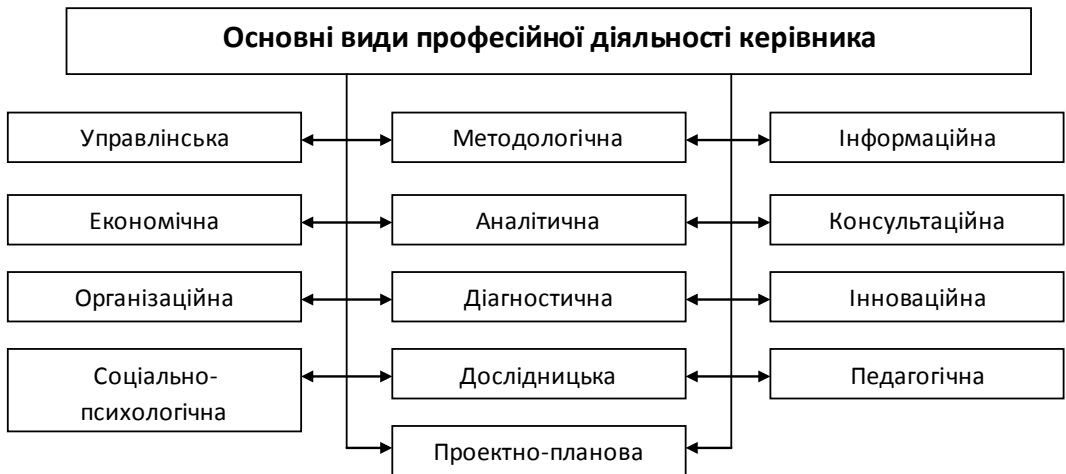 Основні види професійної діяльності керівника
Управлінська
Методологічна
Інформаційна
Економічна
Аналітична
Консультаційна
Організаційна
Діагностична
Інноваційна
Соціально-
психологічна
Дослідницька
Педагогічна
Проектно-планова